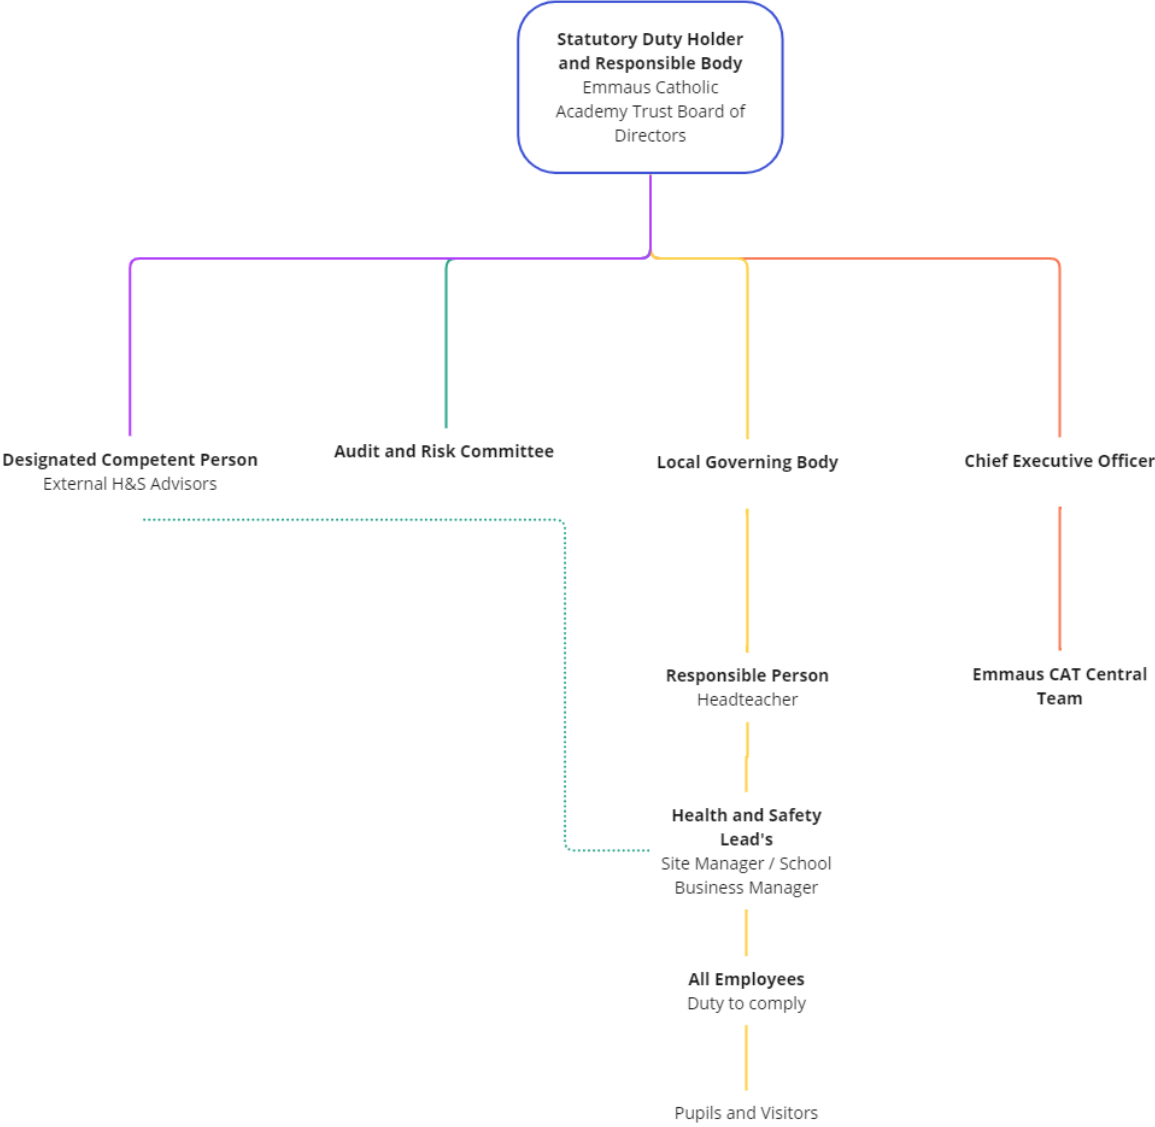 Statutory Duty Holder
and Responsible Body
Emmaus Catholic
Academy Trust Board of
Directors
Designated Competent Person
External H&S Advisors
Audit and Risk Committee
Local Governing Body
Chief Executive Officer
Responsible Person
Headteacher
Emmaus CAT Central
Team
Health and Safety
Lead's
Site Manager / School
Business Manager
All Employees
Duty to comply
Pupils and Visitors